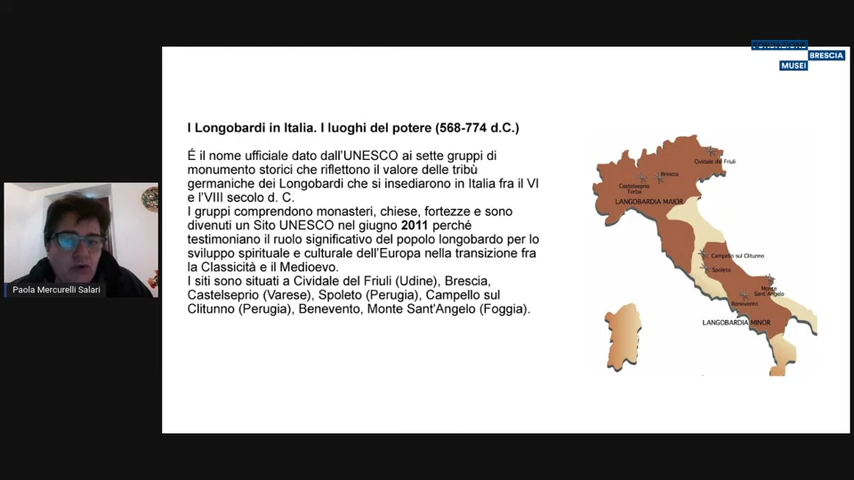 FONDAZIONE
BRESCIA
MUSEI
I Longobardi in Italia. I luoghi del potere (568-774 d.C.)
É il nome ufficiale dato dall'UNESCO ai sette gruppi di
monumento storici che riflettono il valore delle tribù
germaniche dei Longobardi che si insediarono in Italia fra il VI
e l'VIII secolo d. C.
I gruppi comprendono monasteri, chiese, fortezze e sono
divenuti un Sito UNESCO nel giugno 2011 perché
testimoniano il ruolo significativo del popolo longobardo per lo
sviluppo spirituale e culturale dell'Europa nella transizione fra
la Classicità e il Medioevo.
I siti sono situati a Cividale del Friuli (Udine), Brescia,
Castelseprio (Varese), Spoleto (Perugia), Campello sul
Clitunno (Perugia), Benevento, Monte Sant'Angelo (Foggia).
Cividale del Friuli
Brescia
Castelseprio
Torba
LANGOBARDIA MAIOR
Campello sul Clitunno
Spoleto
Monte
Sant'Angelo
Benevento
LANGOBARDIA MINOR
Paola Mercurelli Salari